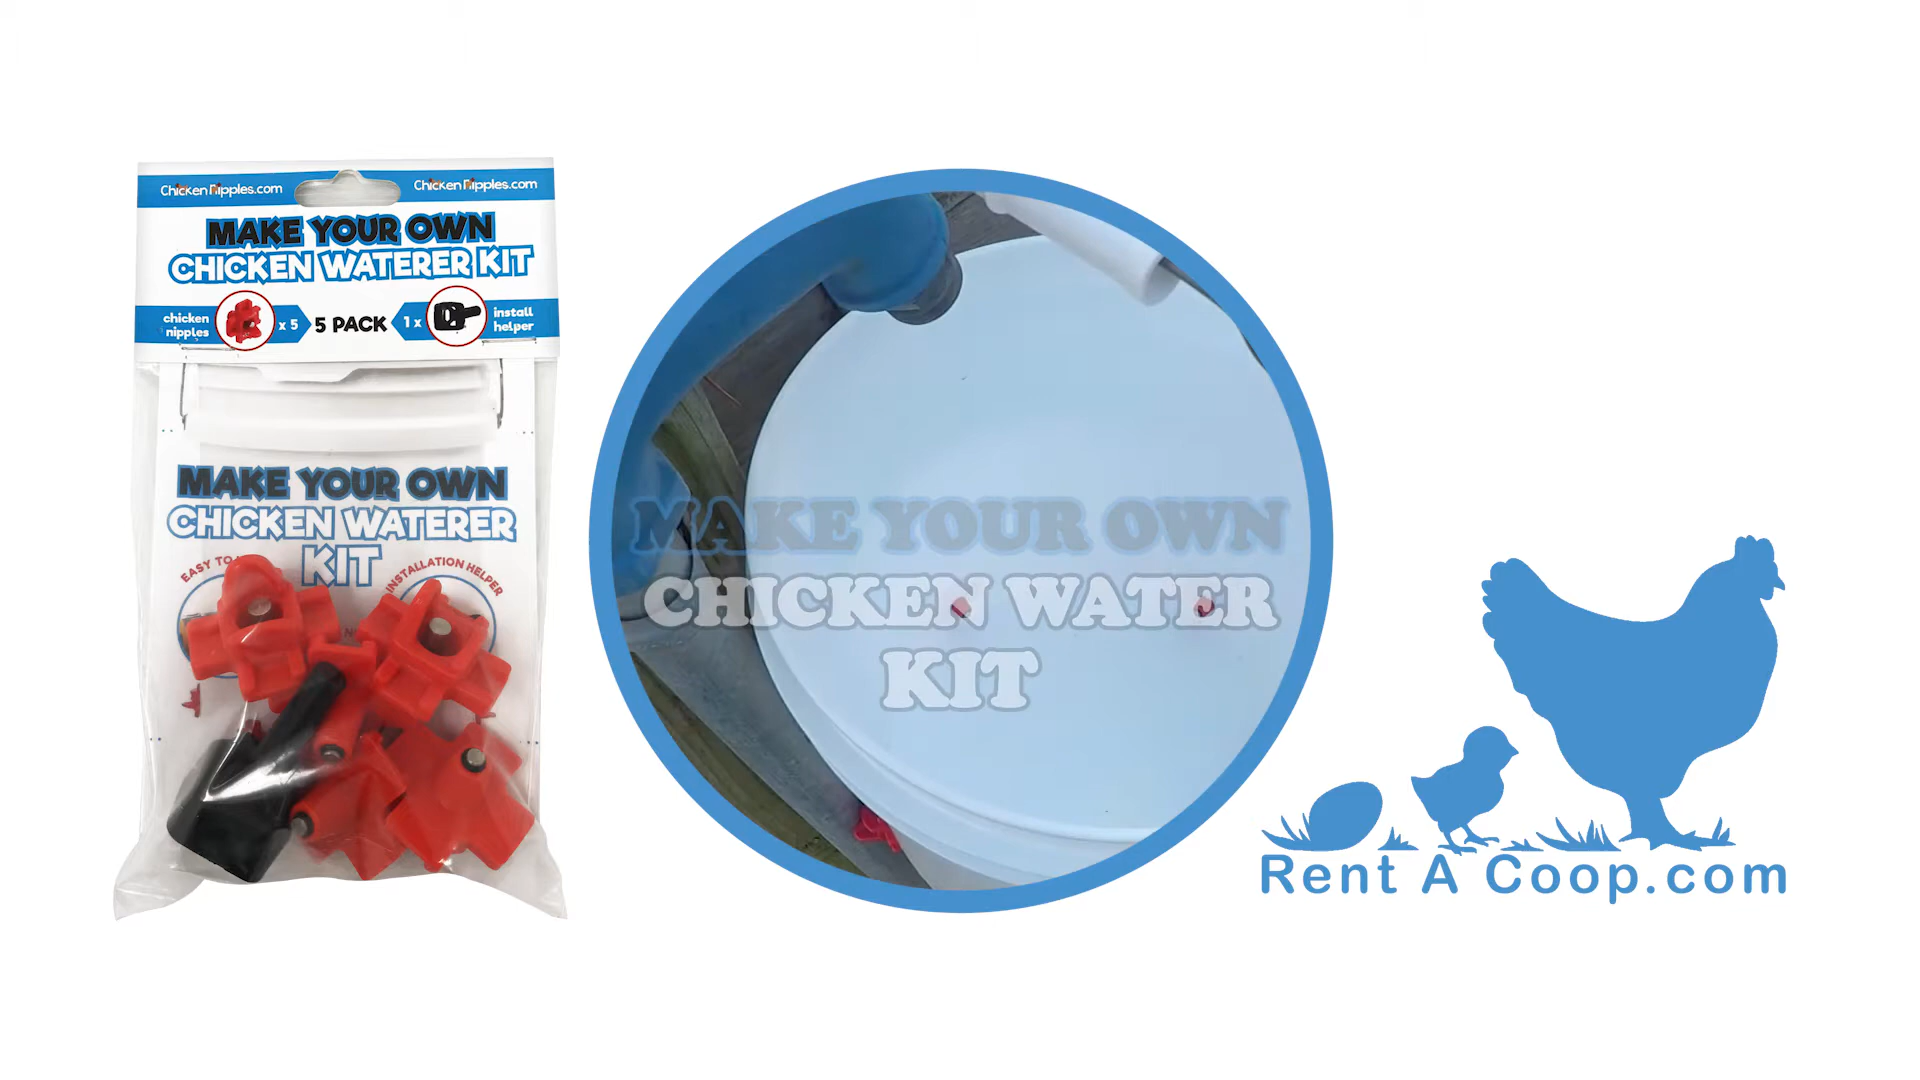 ChickenNipples.com ChickenNipples.com
MAKE YOUR OWN
CHICKEN WATERER KIT
chicken nipples x 5 5 PACK 1 x install helper
MAKE YOUR OWN
CHICKEN WATERER
KIT
EASY TO
INSTALLATION HELPER
MAKE YOUR OWN
CHICKEN WATER
KIT
Rent A Coop.com